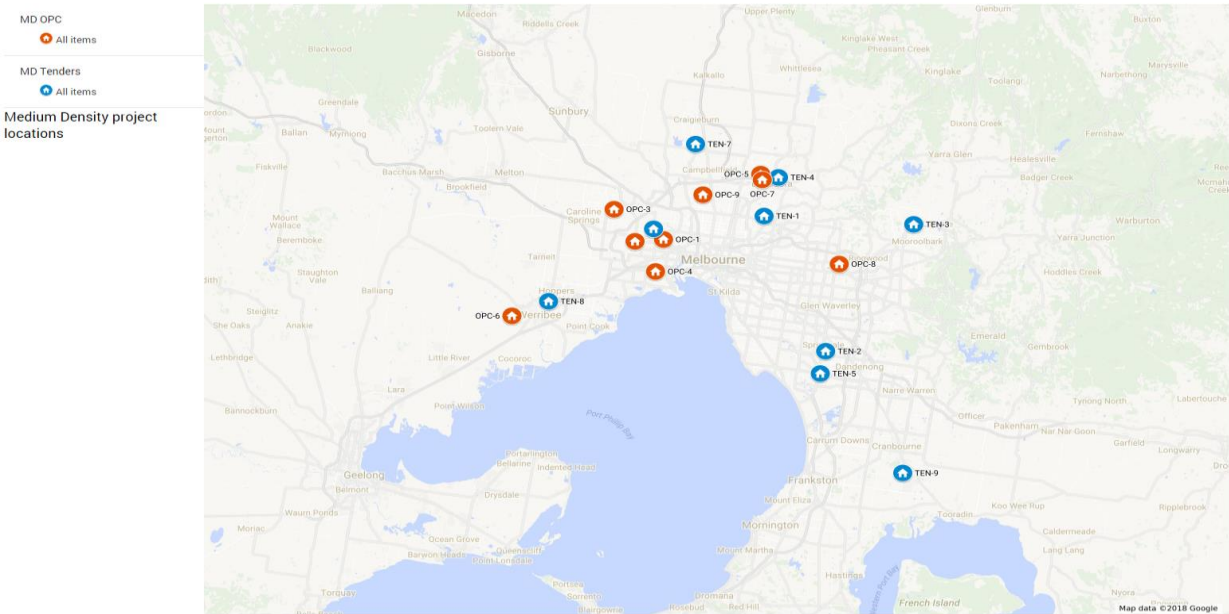 MD OPC
All items
MD Tenders
All items
Medium Density project
locations
Macedon
Riddells Creek
Upper Plenty
Glenburn
Buxton
Blackwood
Gisborne
Kinglake West
Pheasant Creek
Marysville
Kalkallo
Whittlesea
Kinglake
Toolangi
Narbethong
Greendale
Sunbury
Craigieburn
Dixons Creek
Ballan
Myrniong
Toolern Vale
Fernshaw
TEN-7
Yarra Glen
Healesville
Fiskville
Bacchus Marsh
Melton
Campbellfield
OPC-5
TEN-4
Badger Creek
Brookfield
OPC-9
OPC-7
Mount
Wallace
Caroline
Springs
OPC-3
TEN-1
TEN-3
Warburton
Beremboke
Mooroolbark
Yarra Junction
OPC-1
Tarneit
Melbourne
OPC-8
Staughton
Vale
OPC-4
Hoddles Creek
Balliang
Hoppers
St Kilda
TEN-8
Glen Waverley
Steiglitz
OPC-6
Werribee
She Oaks
Anakie
Point Cook
Emerald
Gembrook
Lethbridge
Little River
Cocoroc
TEN-2
Dandenong
TEN-5
Lara
Narre Warren
Point Wilson
Tynong North
Labertouche
Bannockburn
Port Phillip Bay
Officer
Pakenham
Nar Nar Goon
Carrum Downs
Cranbourne
Garfield
Portarlington
Longwarry
Geelong
Bellarine
Indented Head
TEN-9
Belmont
Frankston
Drysdale
Mount Eliza
Waurn Ponds
Koo Wee Rup
Ripplebrook
Tooradin
Moriac
Mornington
Caldermeade
Ocean Grove
Queenscliff
Mount Martha
Lang Lang
Barwon Heads
Point Lonsdale
Hastings
Portsea
Torquay
Sorrento
Dromana
French Island
Nyora
Blairgowrie
Rosebud
Red Hill
Map data ©2018 Google